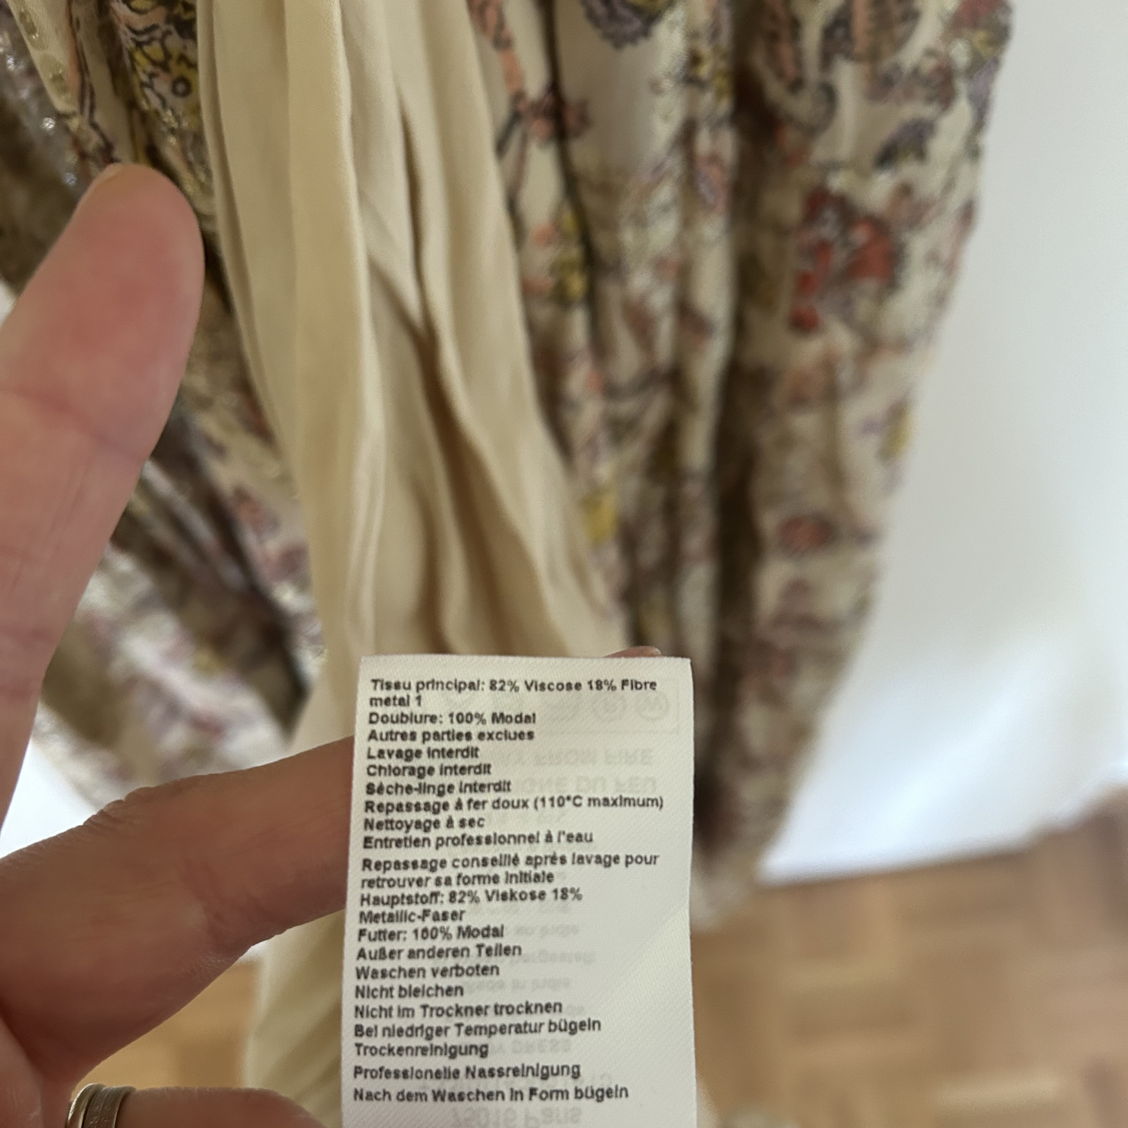 Tissu principal: 82% Viscose 18% Fibre
metal 1
Doublure: 100% Modal
Autres parties exclues
Lavage interdit
Chlorage interdit
Sèche-linge interdit
Repassage à fer doux (110°C maximum)
Nettoyage à sec
Entretien professionnel à l'eau
Repassage conseillé après lavage pour
retrouver sa forme initiale
Hauptstoff: 82% Viskose 18%
Metallic-Faser
Futter: 100% Modal
Außer anderen Teilen
Waschen verboten
Nicht bleichen
Nicht im Trockner trocknen
Bei niedriger Temperatur bügeln
Trockenreinigung
Professionelle Nassreinigung
Nach dem Waschen in Form bügeln